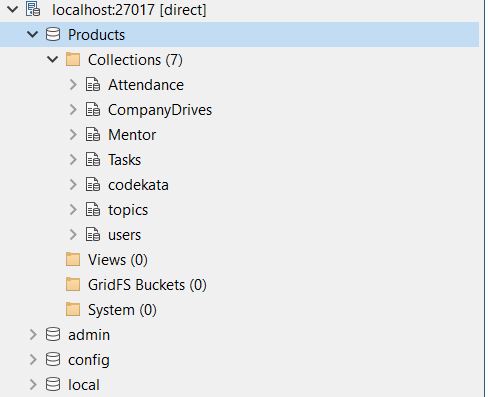 localhost:27017 [direct]
Products
Collections (7)
Attendance
CompanyDrives
Mentor
Tasks
codekata
topics
users
Views (0)
GridFS Buckets (0)
System (0)
admin
config
local